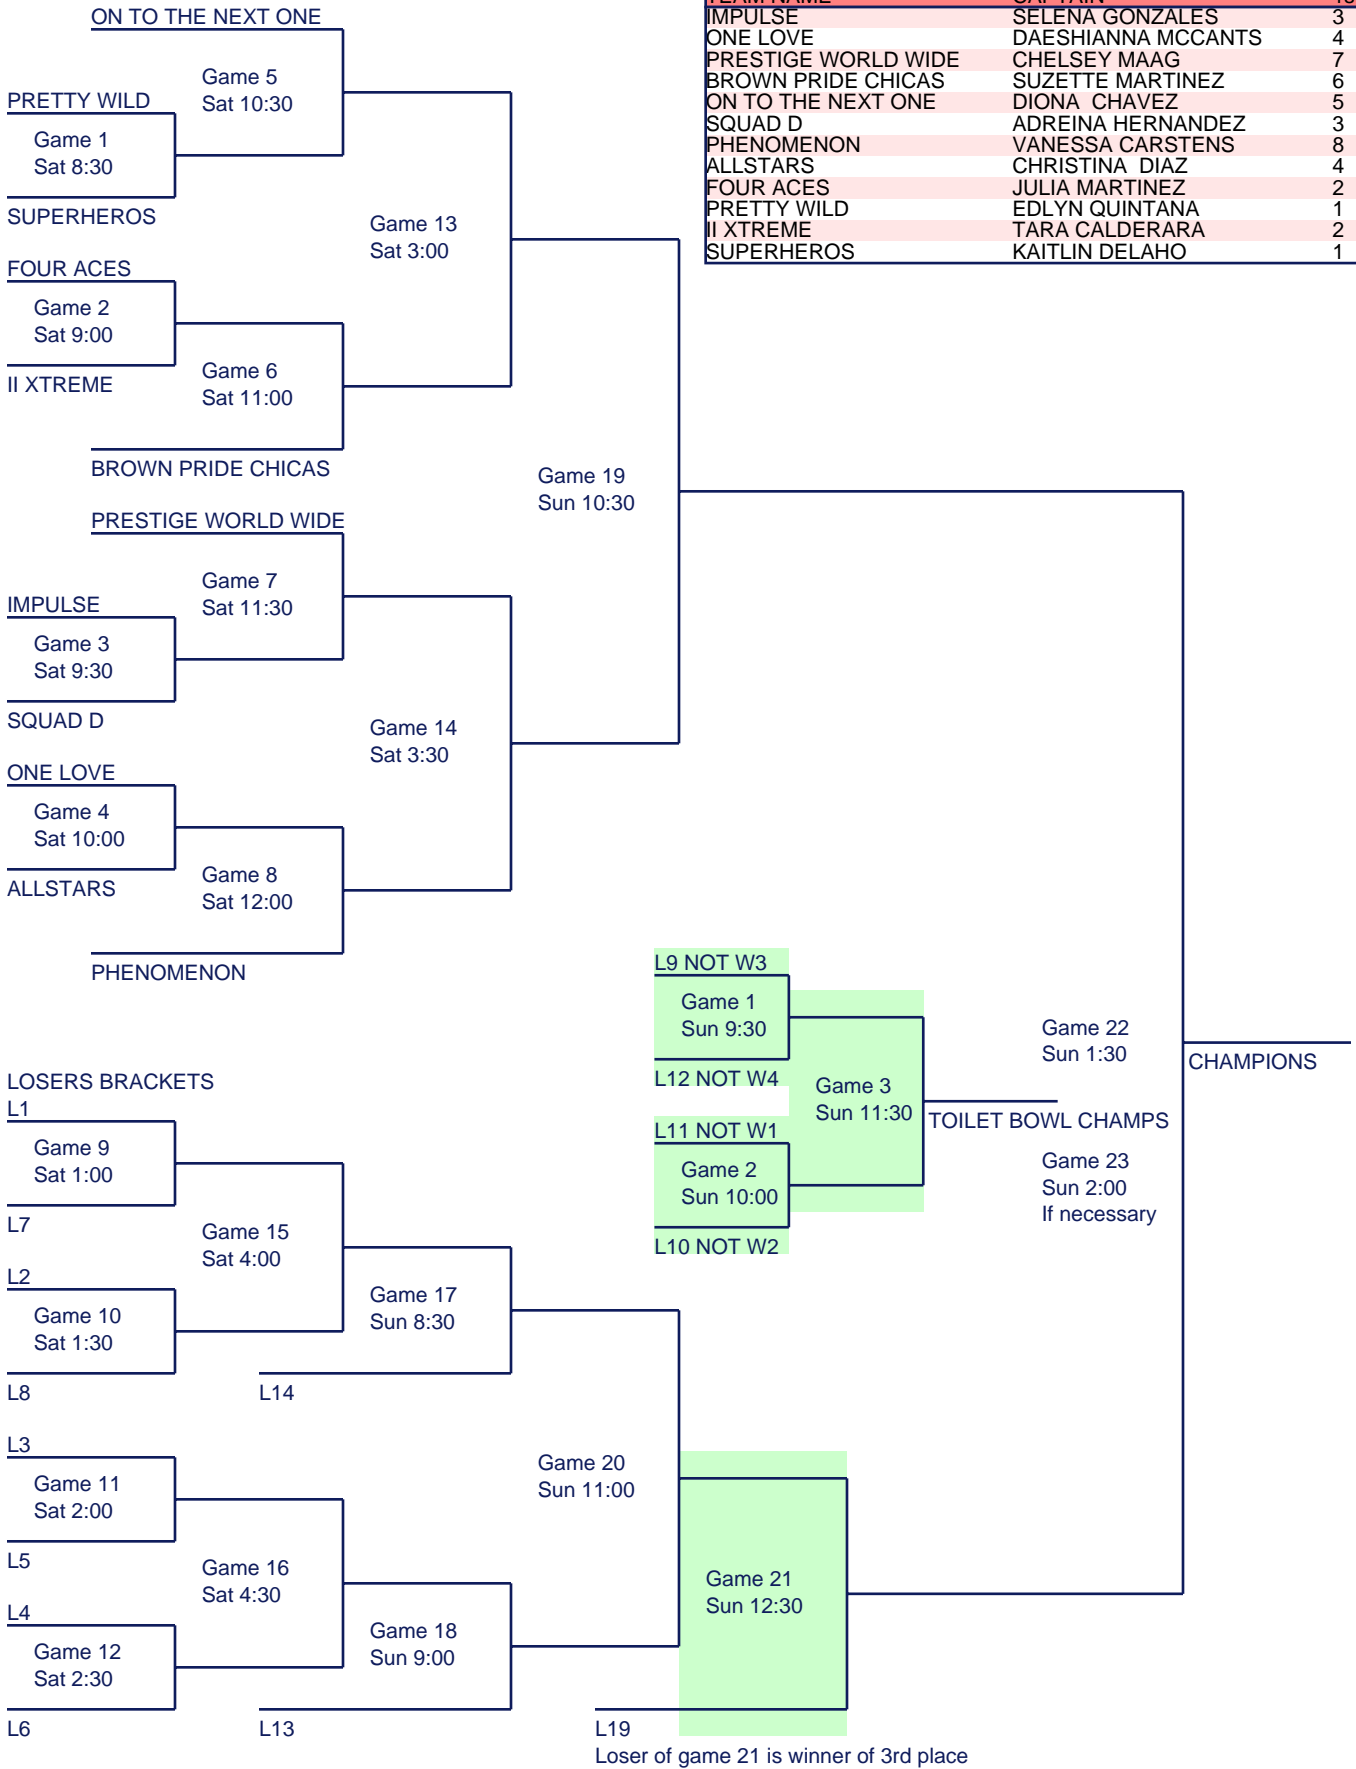 ON TO THE NEXT ONE
Game 5
Sat 10:30
PRETTY WILD
Game 1
Sat 8:30
SUPERHEROS
Game 13
Sat 3:00
FOUR ACES
Game 2
Sat 9:00
II XTREME
Game 6
Sat 11:00
BROWN PRIDE CHICAS
Game 19
Sun 10:30
PRESTIGE WORLD WIDE
Game 7
Sat 11:30
IMPULSE
Game 3
Sat 9:30
SQUAD D
Game 14
Sat 3:30
ONE LOVE
Game 4
Sat 10:00
ALLSTARS
Game 8
Sat 12:00
PHENOMENON
IMPULSE SELENA GONZALES 3
ONE LOVE DAESHIANNA MCCANTS 4
PRESTIGE WORLD WIDE CHELSEY MAAG 7
BROWN PRIDE CHICAS SUZETTE MARTINEZ 6
ON TO THE NEXT ONE DIONA  CHAVEZ 5
SQUAD D ADREINA HERNANDEZ 3
PHENOMENON VANESSA CARSTENS 8
ALLSTARS CHRISTINA  DIAZ 4
FOUR ACES JULIA MARTINEZ 2
PRETTY WILD EDLYN QUINTANA 1
II XTREME TARA CALDERARA 2
SUPERHEROS KAITLIN DELAHO 1
L9 NOT W3
Game 1
Sun 9:30
L12 NOT W4
Game 3
Sun 11:30
L11 NOT W1
Game 2
Sun 10:00
L10 NOT W2
TOILET BOWL CHAMPS
Game 22
Sun 1:30
CHAMPIONS
Game 23
Sun 2:00
If necessary
LOSERS BRACKETS
L1
Game 9
Sat 1:00
L7
Game 15
Sat 4:00
L2
Game 10
Sat 1:30
L8
Game 17
Sun 8:30
L14
L3
Game 11
Sat 2:00
L5
Game 16
Sat 4:30
L4
Game 12
Sat 2:30
L6
Game 18
Sun 9:00
L13
Game 20
Sun 11:00
Game 21
Sun 12:30
L19
Loser of game 21 is winner of 3rd place